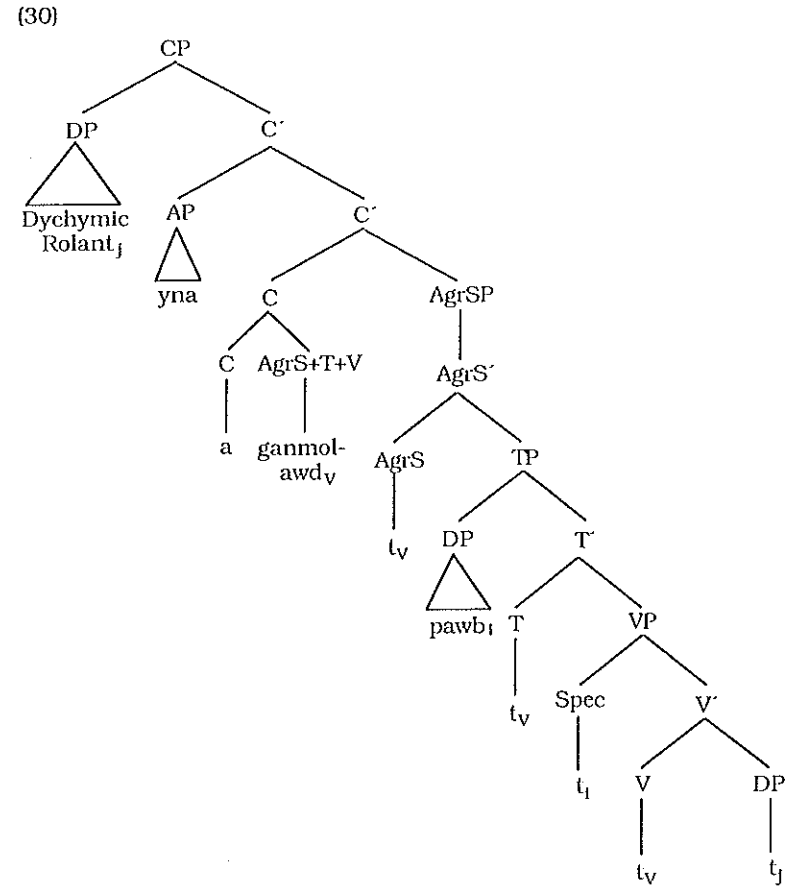 (30)
CP
DP C´
Dychymic
Rolant j
AP C´
yna
C AgrSP
C AgrS+T+V AgrS´
a ganmol-
awd v
AgrS TP
t v
DP T´
pawb i
T VP
t v
Spec V´
t i
V DP
t v t j